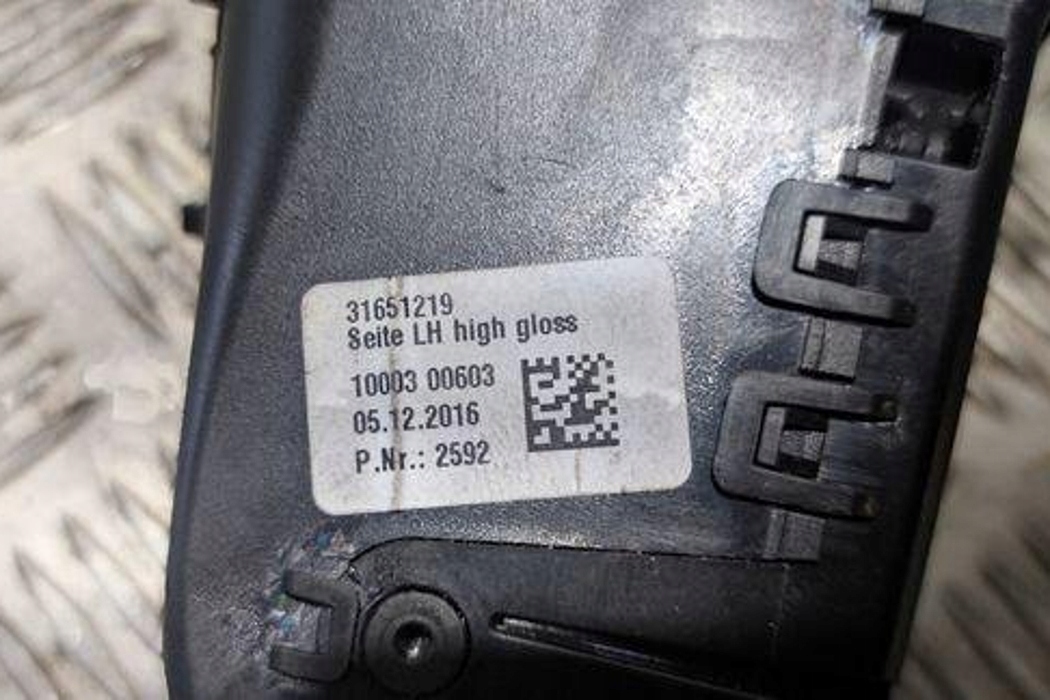 31651219
Seite LH high gloss
10003 00603
05.12.2016
P.Nr.: 2592